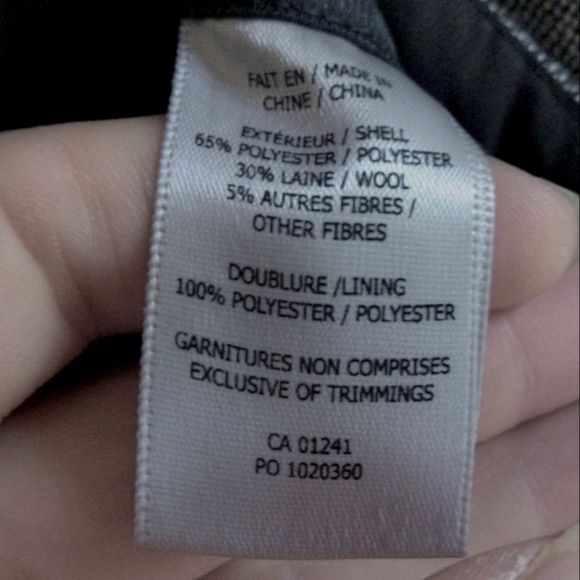 FAIT EN / MADE IN
CHINE / CHINA
EXTÉRIEUR / SHELL
65% POLYESTER / POLYESTER
30% LAINE / WOOL
5% AUTRES FIBRES /
OTHER FIBRES
DOUBLURE /LINING
100% POLYESTER / POLYESTER
GARNITURES NON COMPRISES
EXCLUSIVE OF TRIMMINGS
CA 01241
PO 1020360